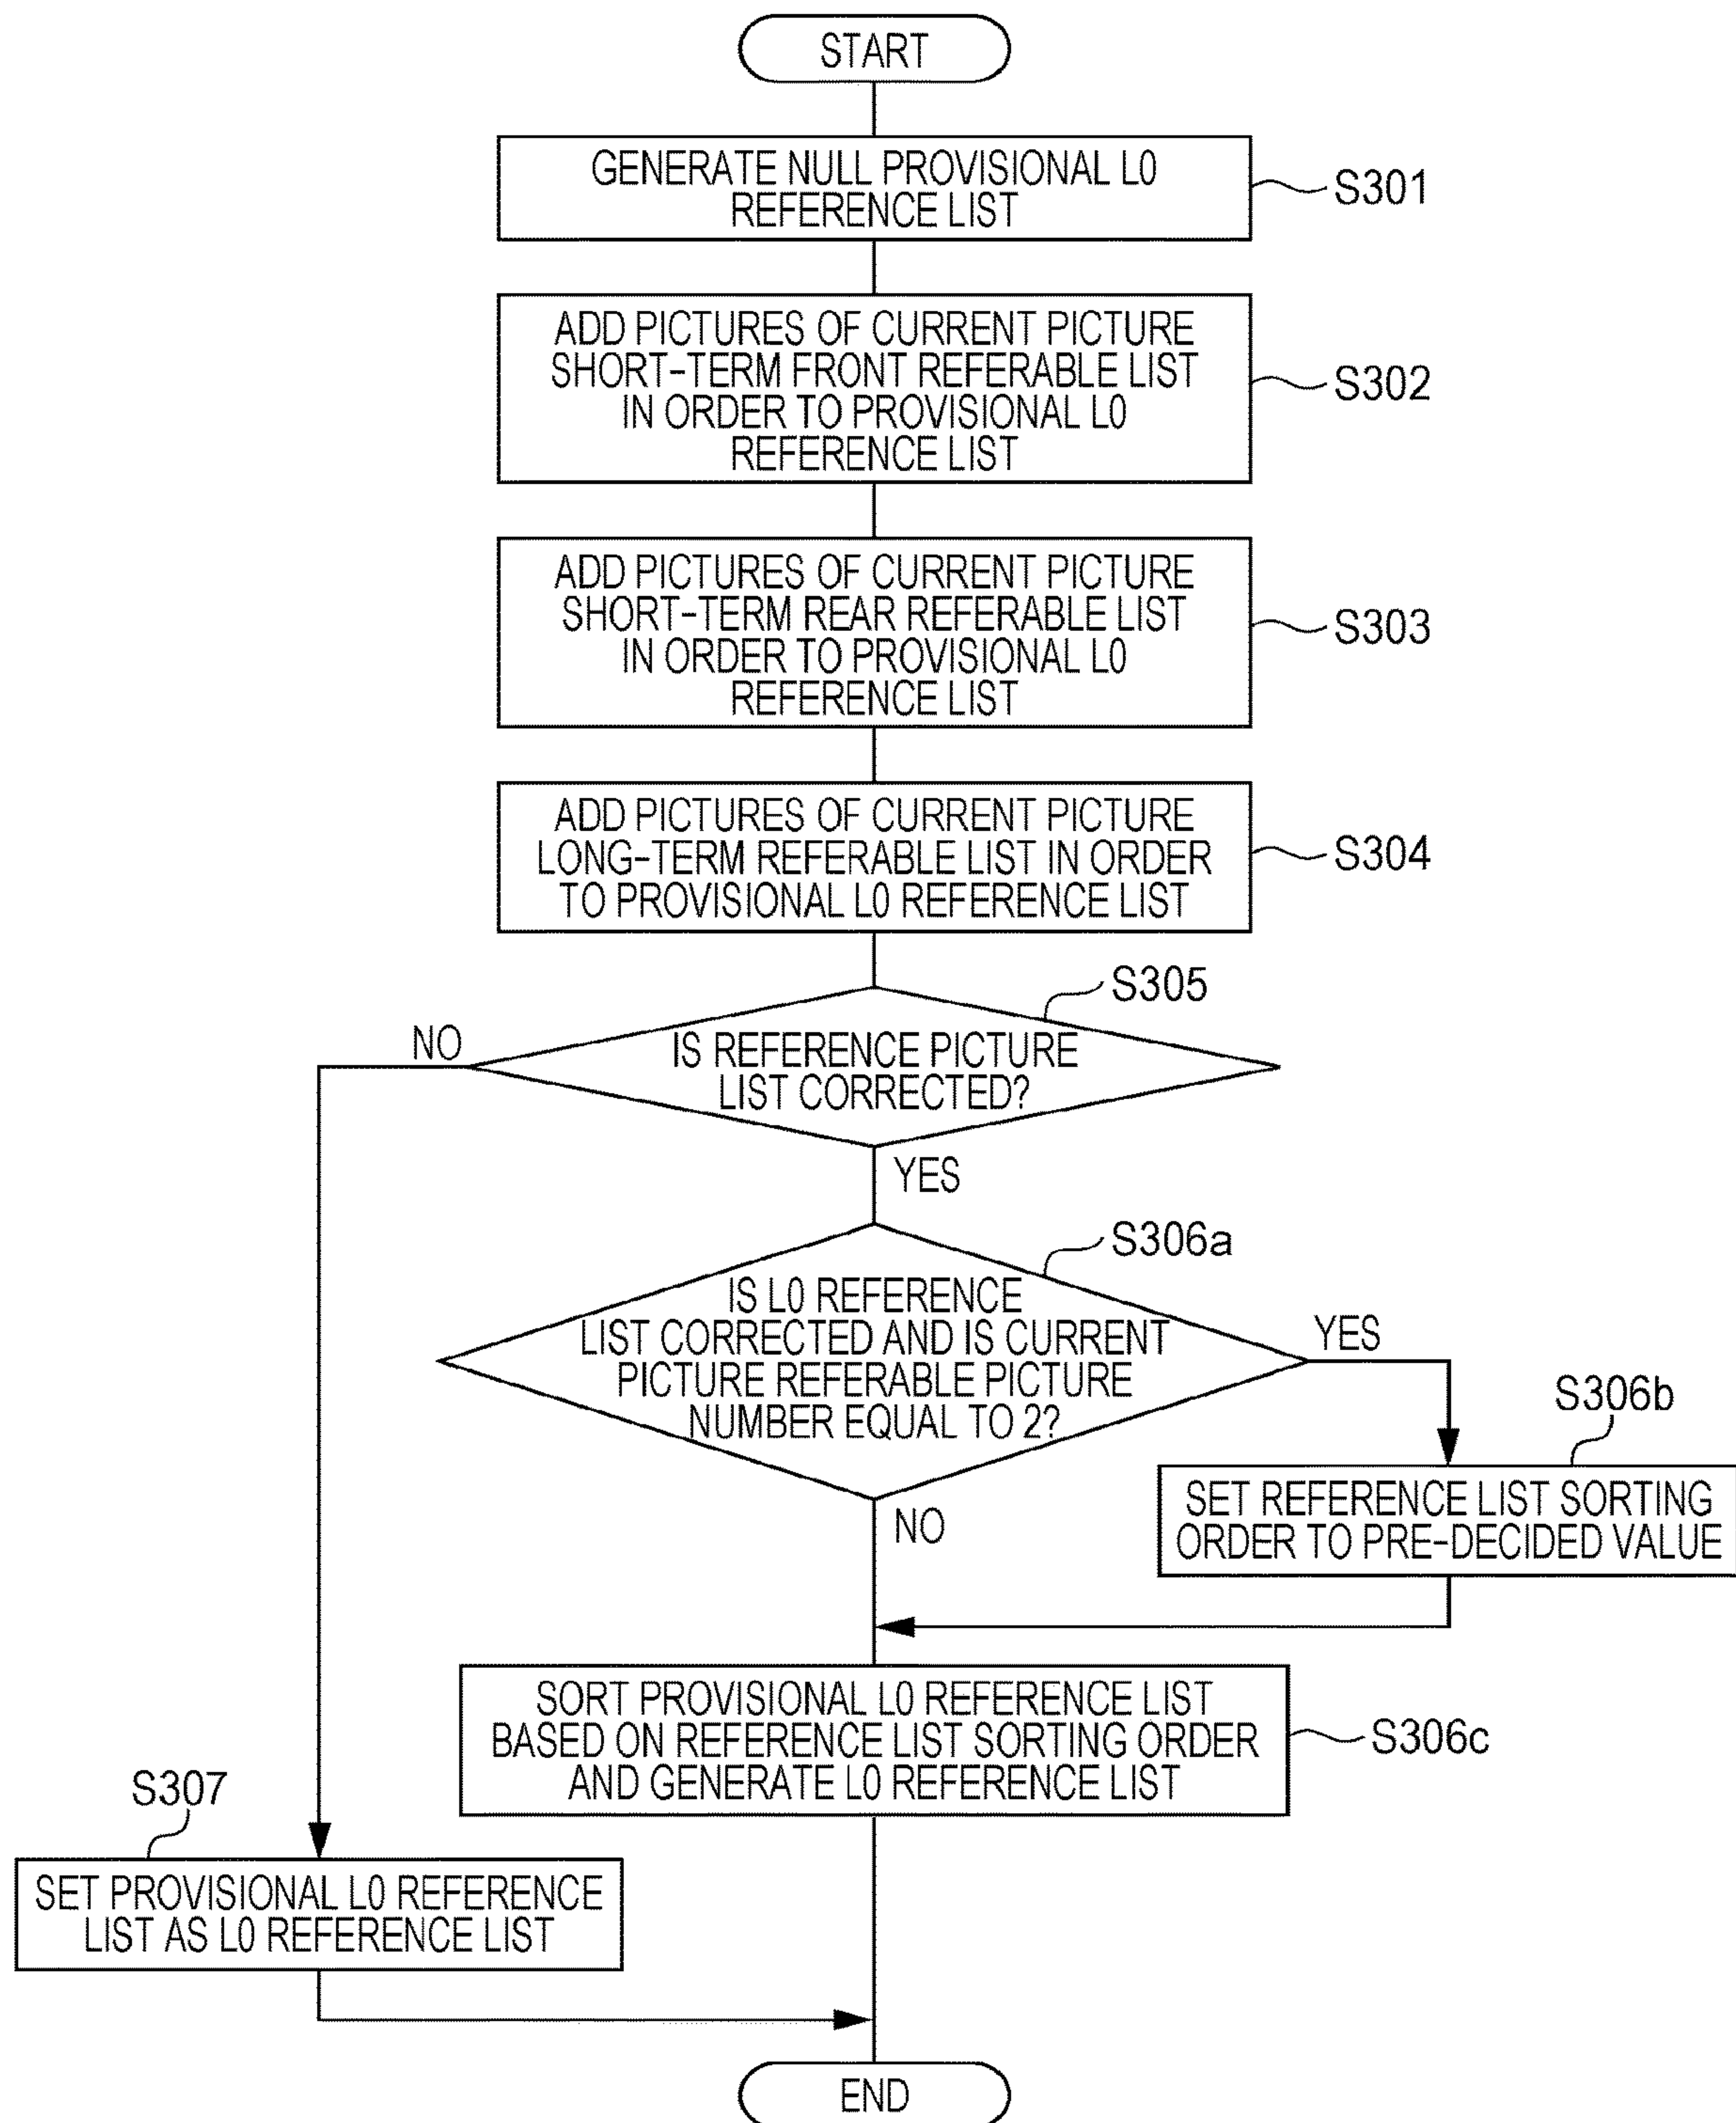 START
GENERATE NULL PROVISIONAL L0
REFERENCE LIST
S301
ADD PICTURES OF CURRENT PICTURE
SHORT-TERM FRONT REFERABLE LIST
IN ORDER TO PROVISIONAL L0
REFERENCE LIST
S302
ADD PICTURES OF CURRENT PICTURE
SHORT-TERM REAR REFERABLE LIST
IN ORDER TO PROVISIONAL L0
REFERENCE LIST
S303
ADD PICTURES OF CURRENT PICTURE
LONG-TERM REFERABLE LIST IN ORDER
TO PROVISIONAL L0 REFERENCE LIST
S304
S305
NO
IS REFERENCE PICTURE
LIST CORRECTED?
YES
S306a
IS L0 REFERENCE
LIST CORRECTED AND IS CURRENT
PICTURE REFERABLE PICTURE
NUMBER EQUAL TO 2?
YES
S306b
SET REFERENCE LIST SORTING
ORDER TO PRE-DECIDED VALUE
NO
SORT PROVISIONAL L0 REFERENCE LIST
BASED ON REFERENCE LIST SORTING ORDER
AND GENERATE L0 REFERENCE LIST
S306c
S307
SET PROVISIONAL L0 REFERENCE
LIST AS L0 REFERENCE LIST
END